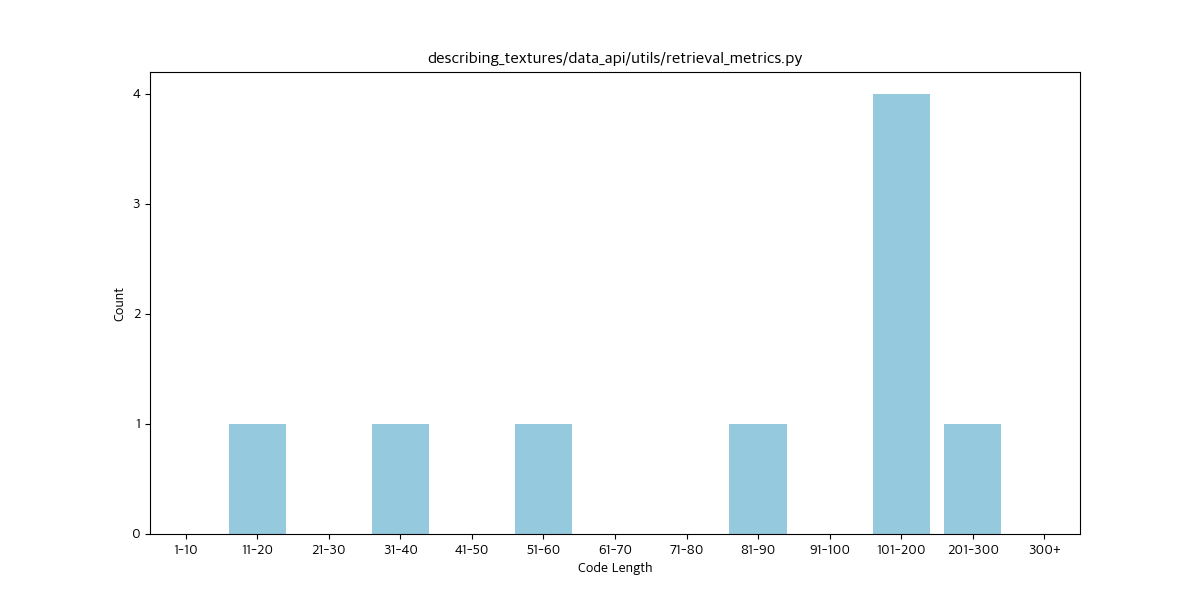 describing_textures/data_api/utils/retrieval_metrics.py
4
3
2
1
0
Count
1-10 11-20 21-30 31-40 41-50 51-60 61-70 71-80 81-90 91-100 101-200 201-300 300+
Code Length